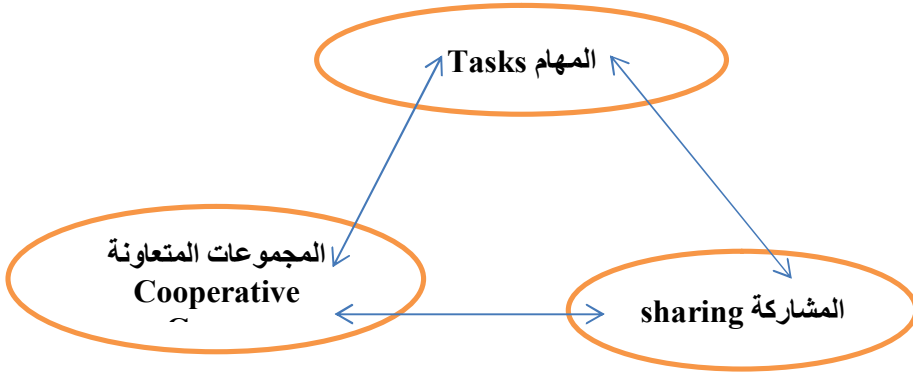 المهام Tasks
المجموعات المتعاونة
Cooperative
المشاركة sharing